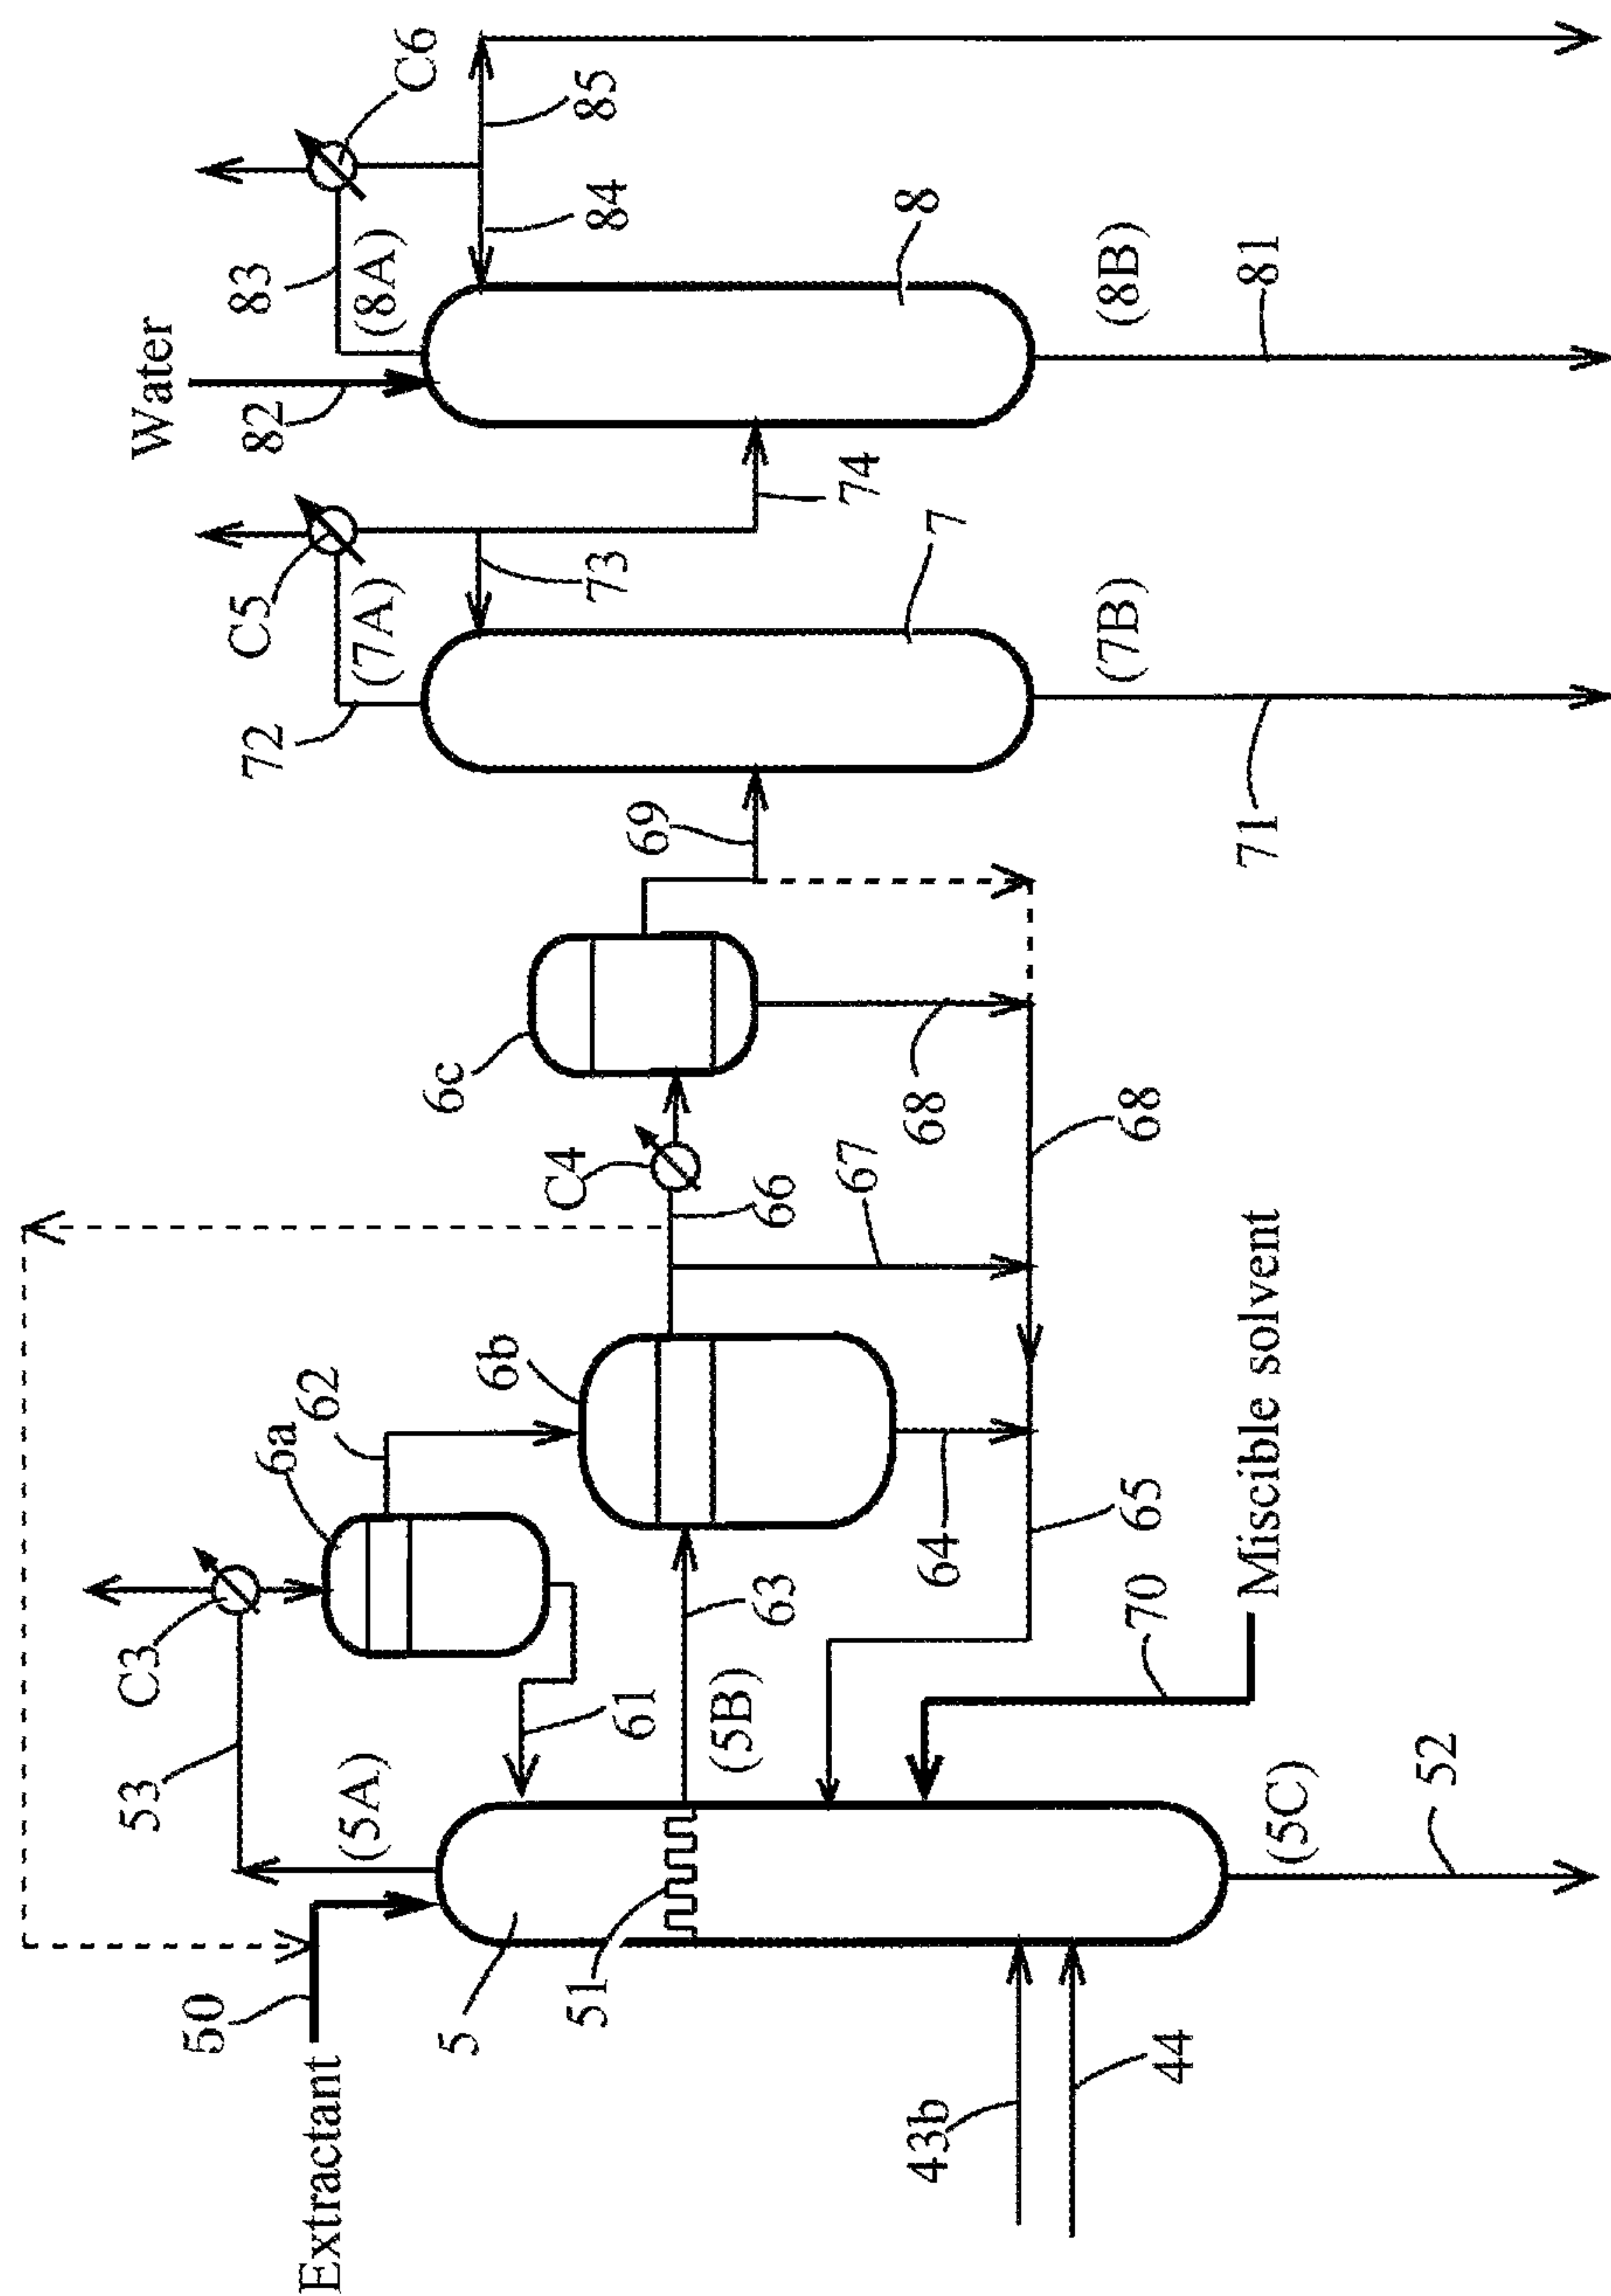 Extractant
50
5
51
43b
44
53
(5A)
(5B)
(5C)
52
C3
61
63
70
Miscible solvent
6a
62
6b
64
65
66
67
C4
68
68
6c
69
72
(7A)
C5
73
7
(7B)
71
74
Water
82
83
(8A)
C6
84
85
8
(8B)
81